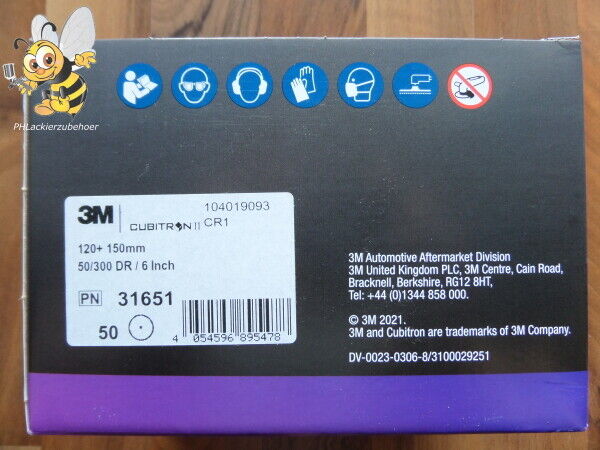 PHLackierzubehoer
3M CUBITRON II
104019093
CR1
120+ 150mm
50/300 DR / 6 Inch
PN 31651
50
4 054596 895478
3M Automotive Aftermarket Division
3M United Kingdom PLC, 3M Centre, Cain Road,
Bracknell, Berkshire, RG12 8HT,
Tel: +44 (0)1344 858 000.
© 3M 2021.
3M and Cubitron are trademarks of 3M Company.
DV-0023-0306-8/3100029251